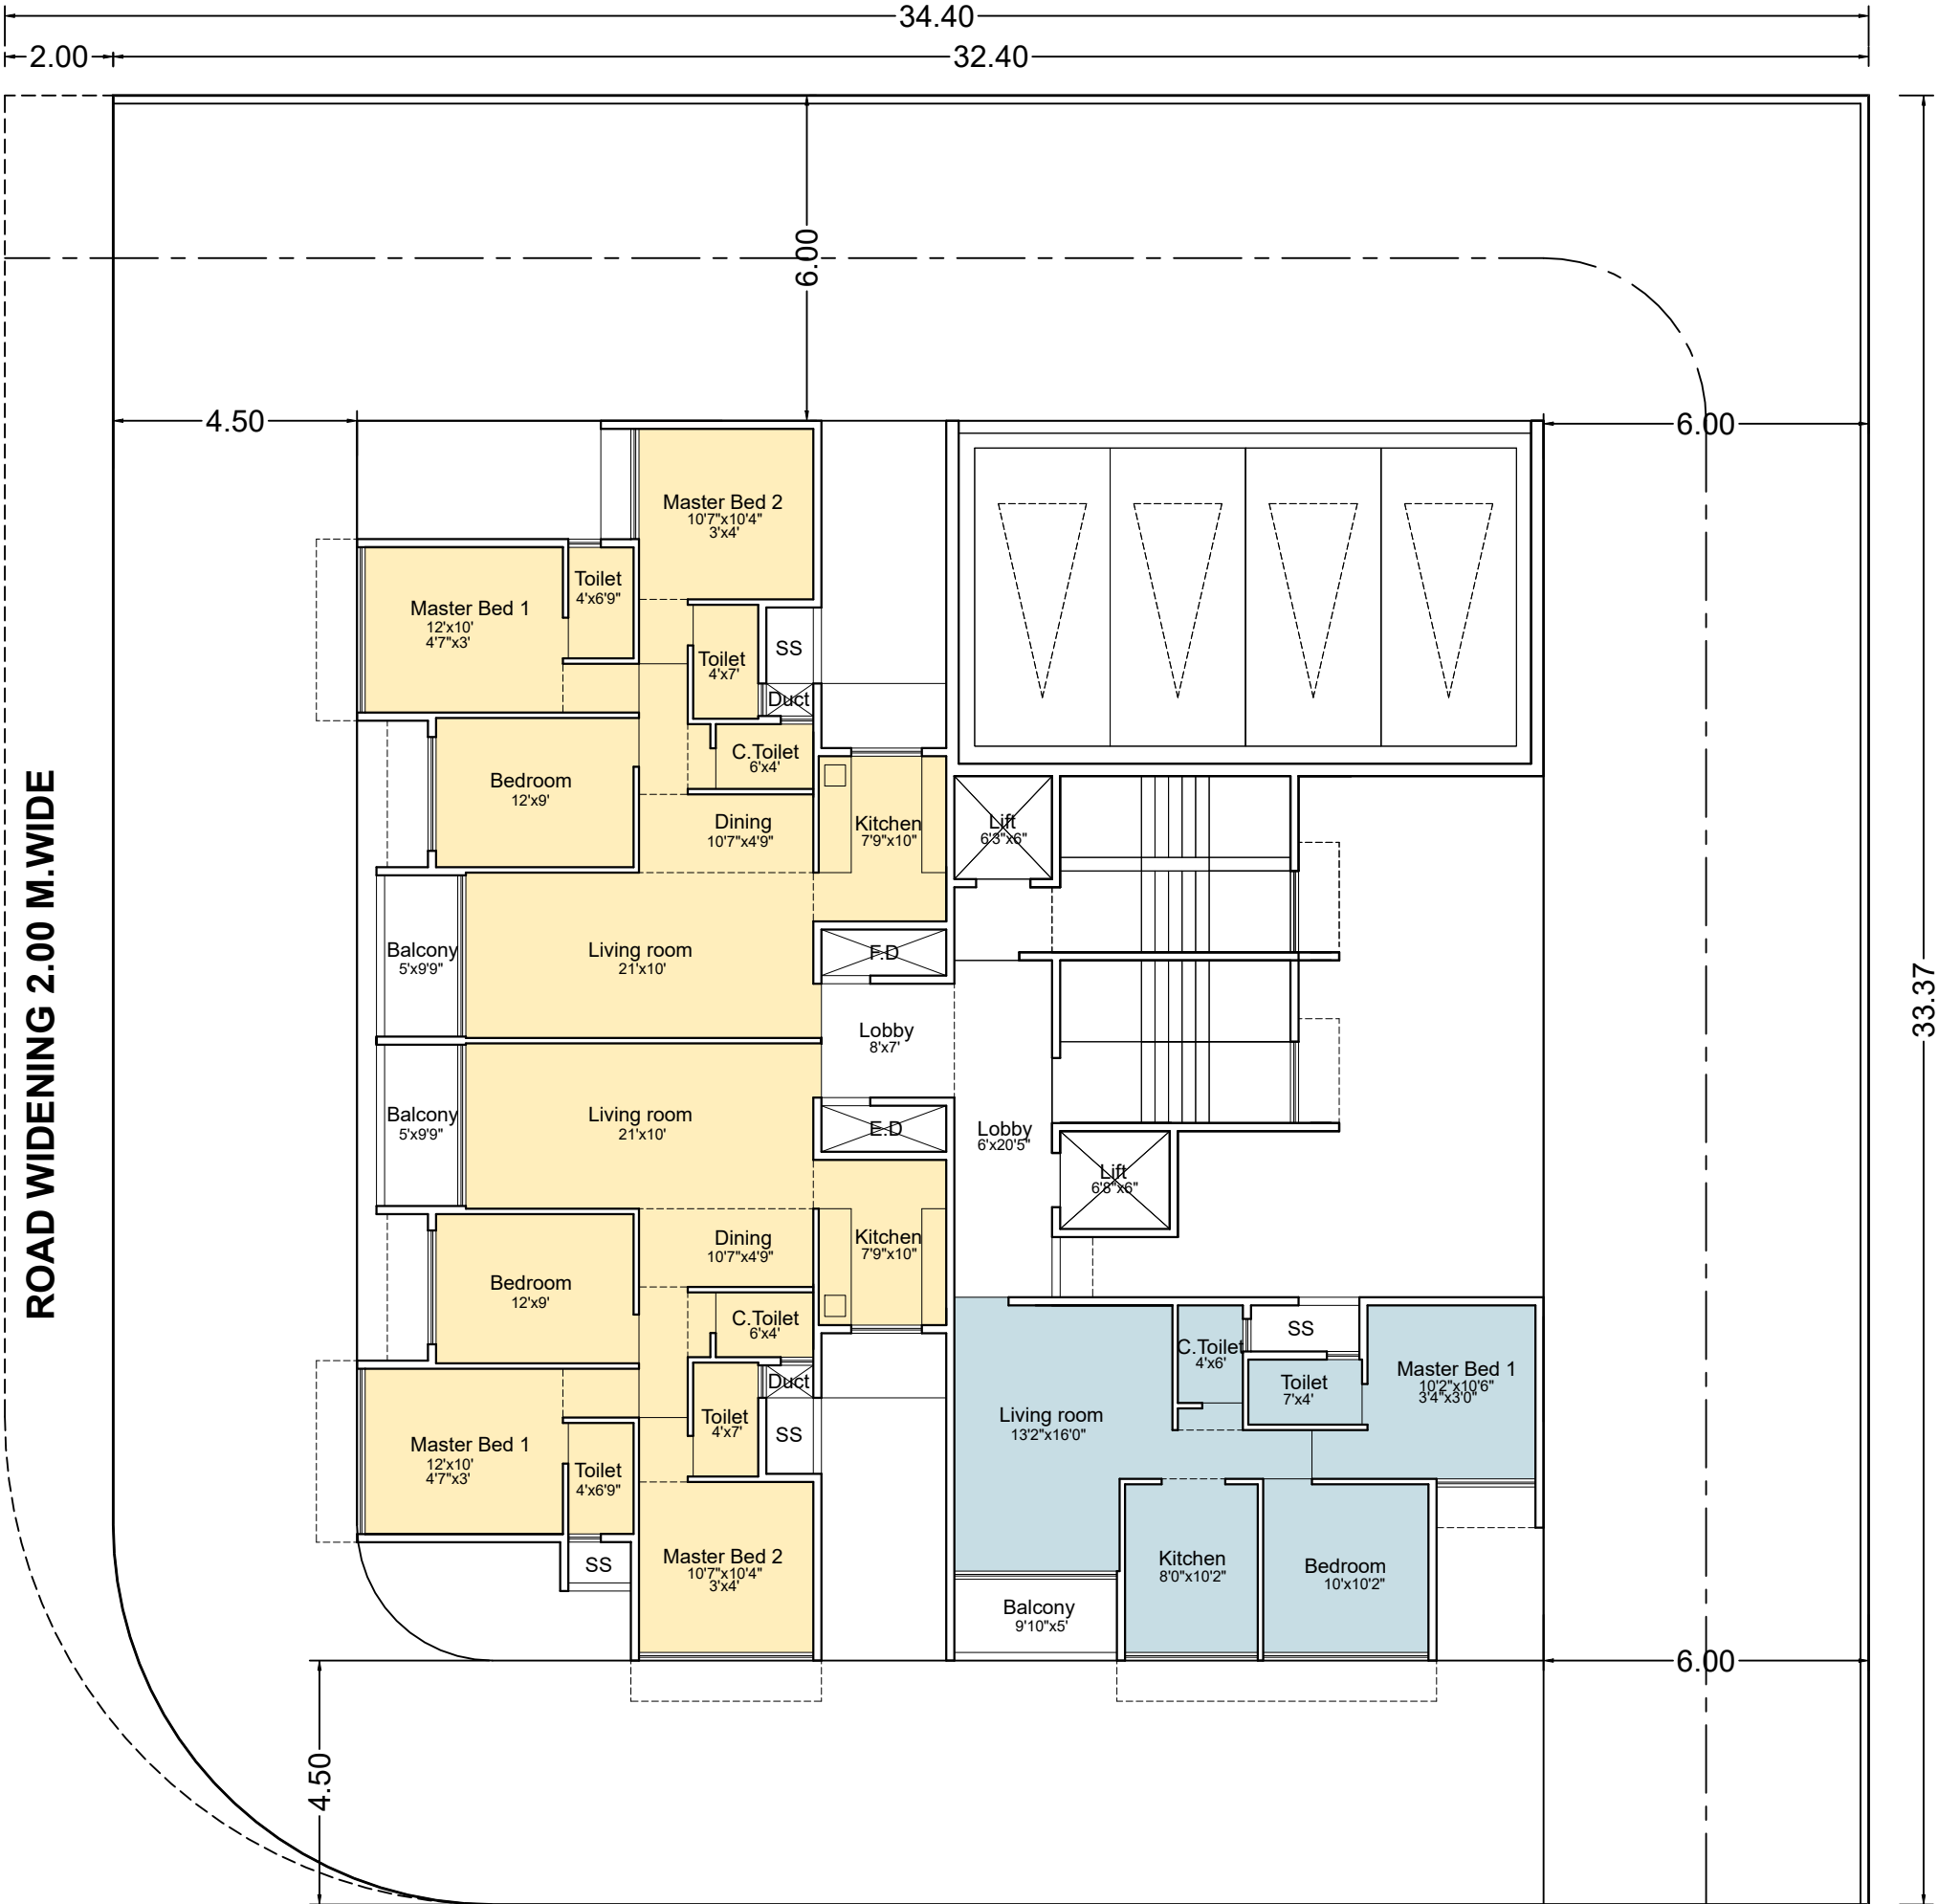 34.40
2.00
32.40
6.00
4.50
6.00
Master Bed 2
10'7"x10'4"
3'x4'
Toilet
4'x6'9"
Master Bed 1
12'x10'
4'7"x3'
SS
Toilet
4'x7'
Duct
C.Toilet
6'x4'
Bedroom
12'x9'
Dining
10'7"x4'9"
Kitchen
7'9"x10"
Lift
6'3"x6"
ROAD WIDENING 2.00 M.WIDE
Balcony
5'x9'9"
Living room
21'x10'
F.D
33.37
Lobby
8'x7'
Balcony
5'x9'9"
Living room
21'x10'
E.D
Lobby
6'x20'5"
Lift
6'8"x6"
Dining
10'7"x4'9"
Kitchen
7'9"x10"
Bedroom
12'x9'
C.Toilet
6'x4'
Duct
Toilet
4'x7'
SS
Master Bed 1
12'x10'
4'7"x3'
Toilet
4'x6'9"
SS
Master Bed 2
10'7"x10'4"
3'x4'
C.Toilet
4'x6'
SS
Toilet
7'x4'
Master Bed 1
10'2"x10'6"
3'4"x3'0"
Living room
13'2"x16'0"
Kitchen
8'0"x10'2"
Bedroom
10'x10'2"
Balcony
9'10"x5'
6.00
4.50